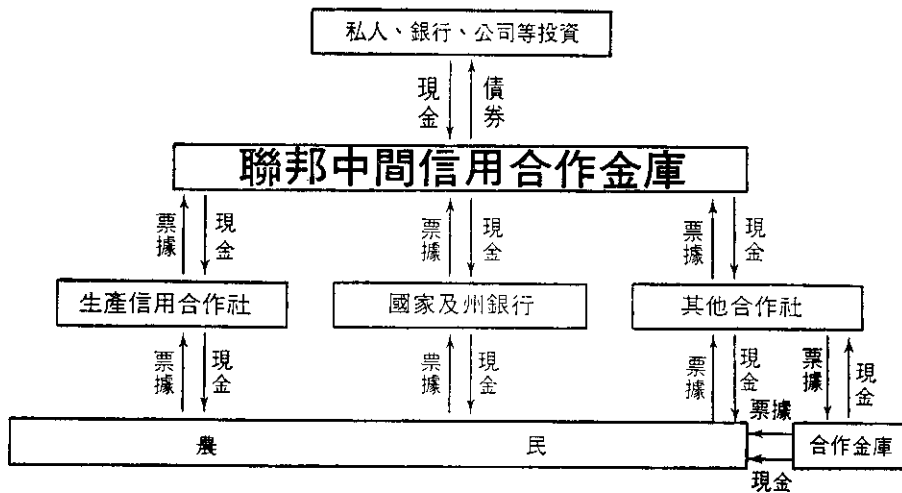 私人、銀行、公司等投資
現金
債券
聯邦中間信用合作金庫
票據
現金
票據
現金
票據
現金
生產信用合作社
國家及州銀行
其他合作社
票據
現金
票據
現金
票據
現金
票據
現金
農民
票據
現金
合作金庫